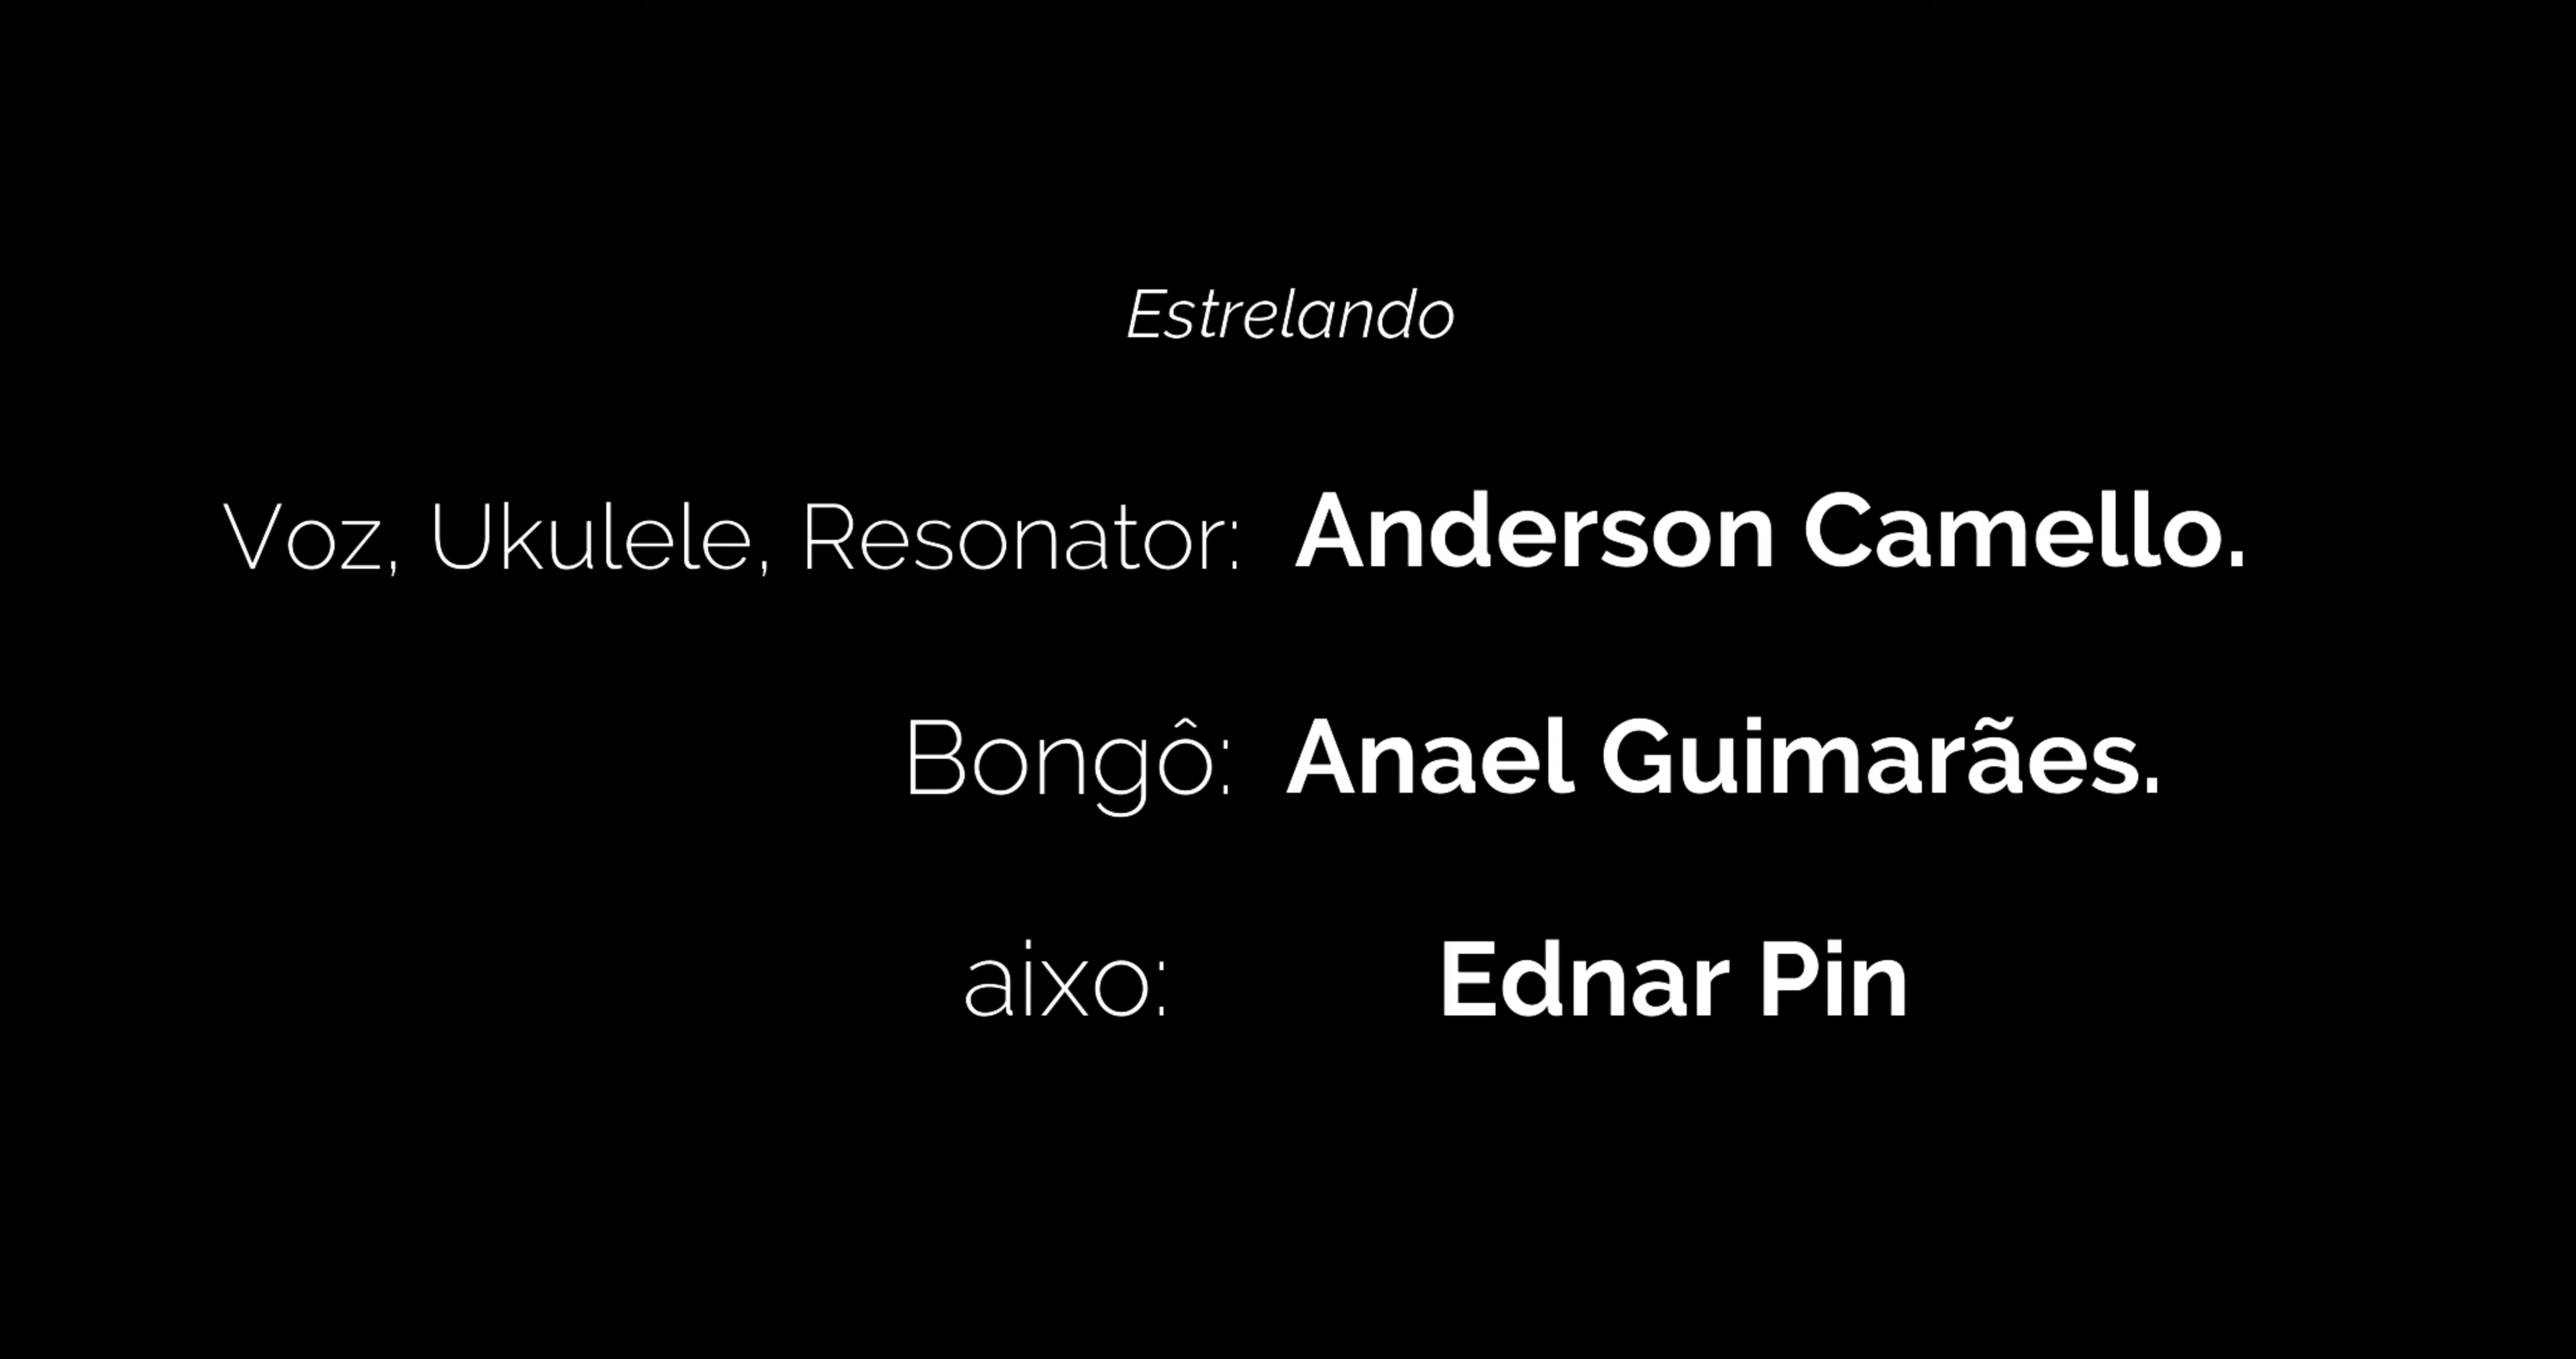 Estrelando
Voz, Ukulele, Resonator: Anderson Camello.
Bongô: Anael Guimarães.
aixo: Ednar Pin